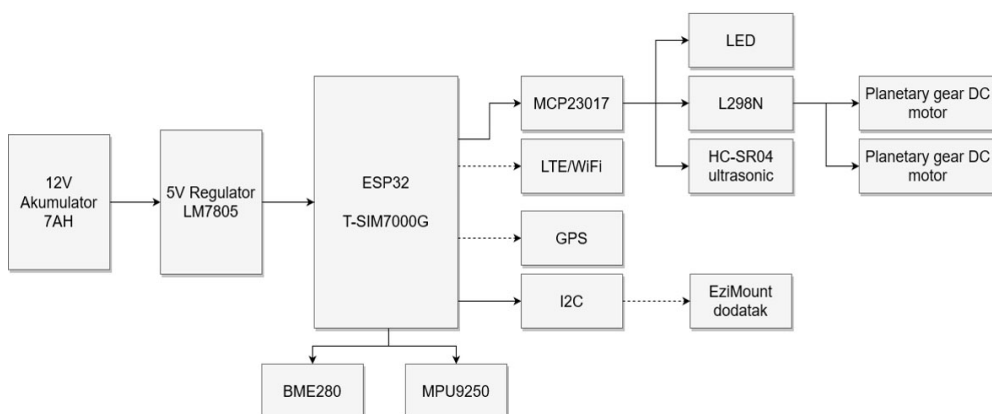 12V
Akumulator
7AH
5V Regulator
LM7805
ESP32
T-SIM7000G
MCP23017
LTE/WiFi
GPS
I2C
LED
L298N
HC-SR04
ultrasonic
EziMount
dodatak
Planetary gear DC
motor
Planetary gear DC
motor
BME280
MPU9250